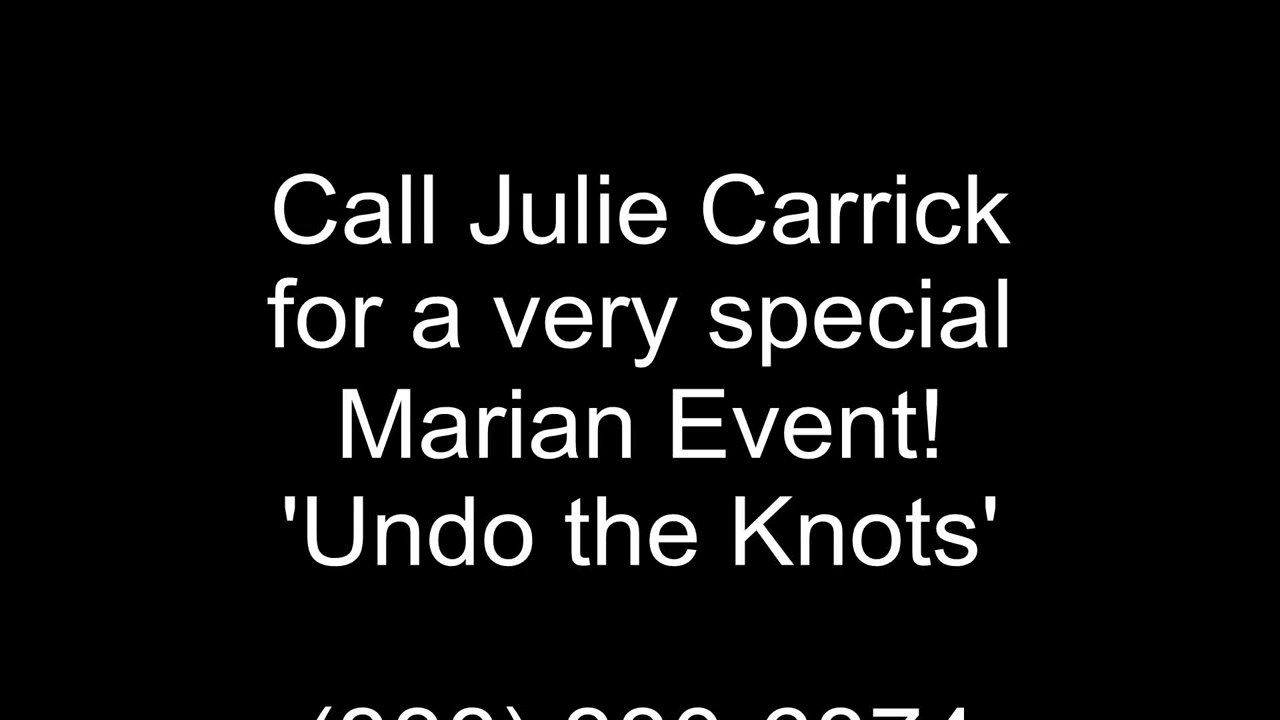 Call Julie Carrick
for a very special
Marian Event!
'Undo the Knots'